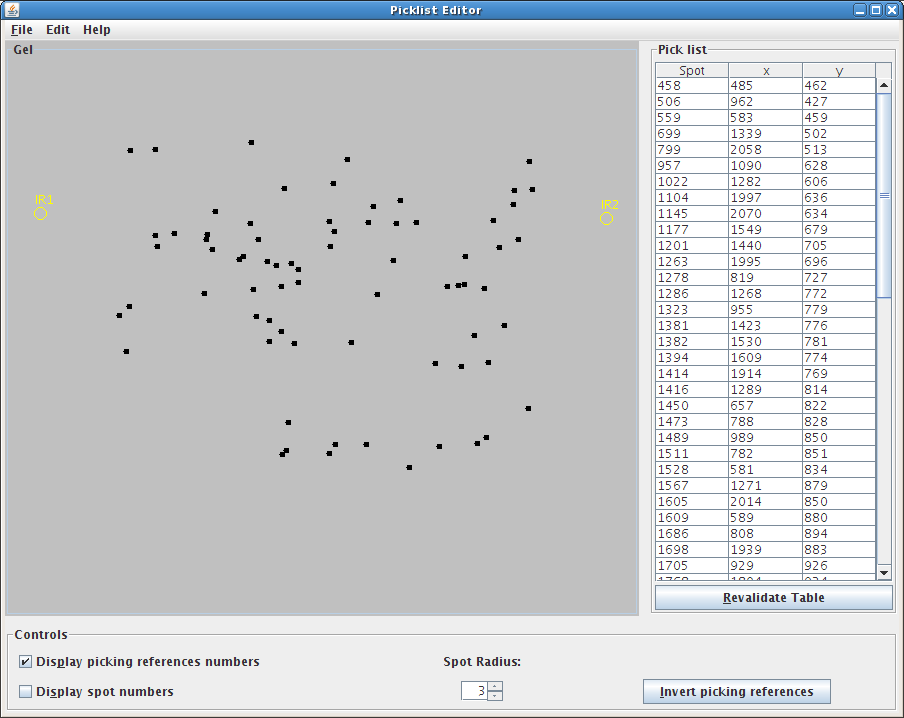 Picklist Editor
File Edit Help
Gel
IR1
IR2
Pick list
Spot x y
458 485 462
506 962 427
559 583 459
699 1339 502
799 2058 513
957 1090 628
1022 1282 606
1104 1997 636
1145 2070 634
1177 1549 679
1201 1440 705
1263 1995 696
1278 819 727
1286 1268 772
1323 955 779
1381 1423 776
1382 1530 781
1394 1609 774
1414 1914 769
1416 1289 814
1450 657 822
1473 788 828
1489 989 850
1511 782 851
1528 581 834
1567 1271 879
1605 2014 850
1609 589 880
1686 808 894
1698 1939 883
1705 929 926
Revalidate Table
Controls
Display picking references numbers
Spot Radius:
Display spot numbers
3
Invert picking references